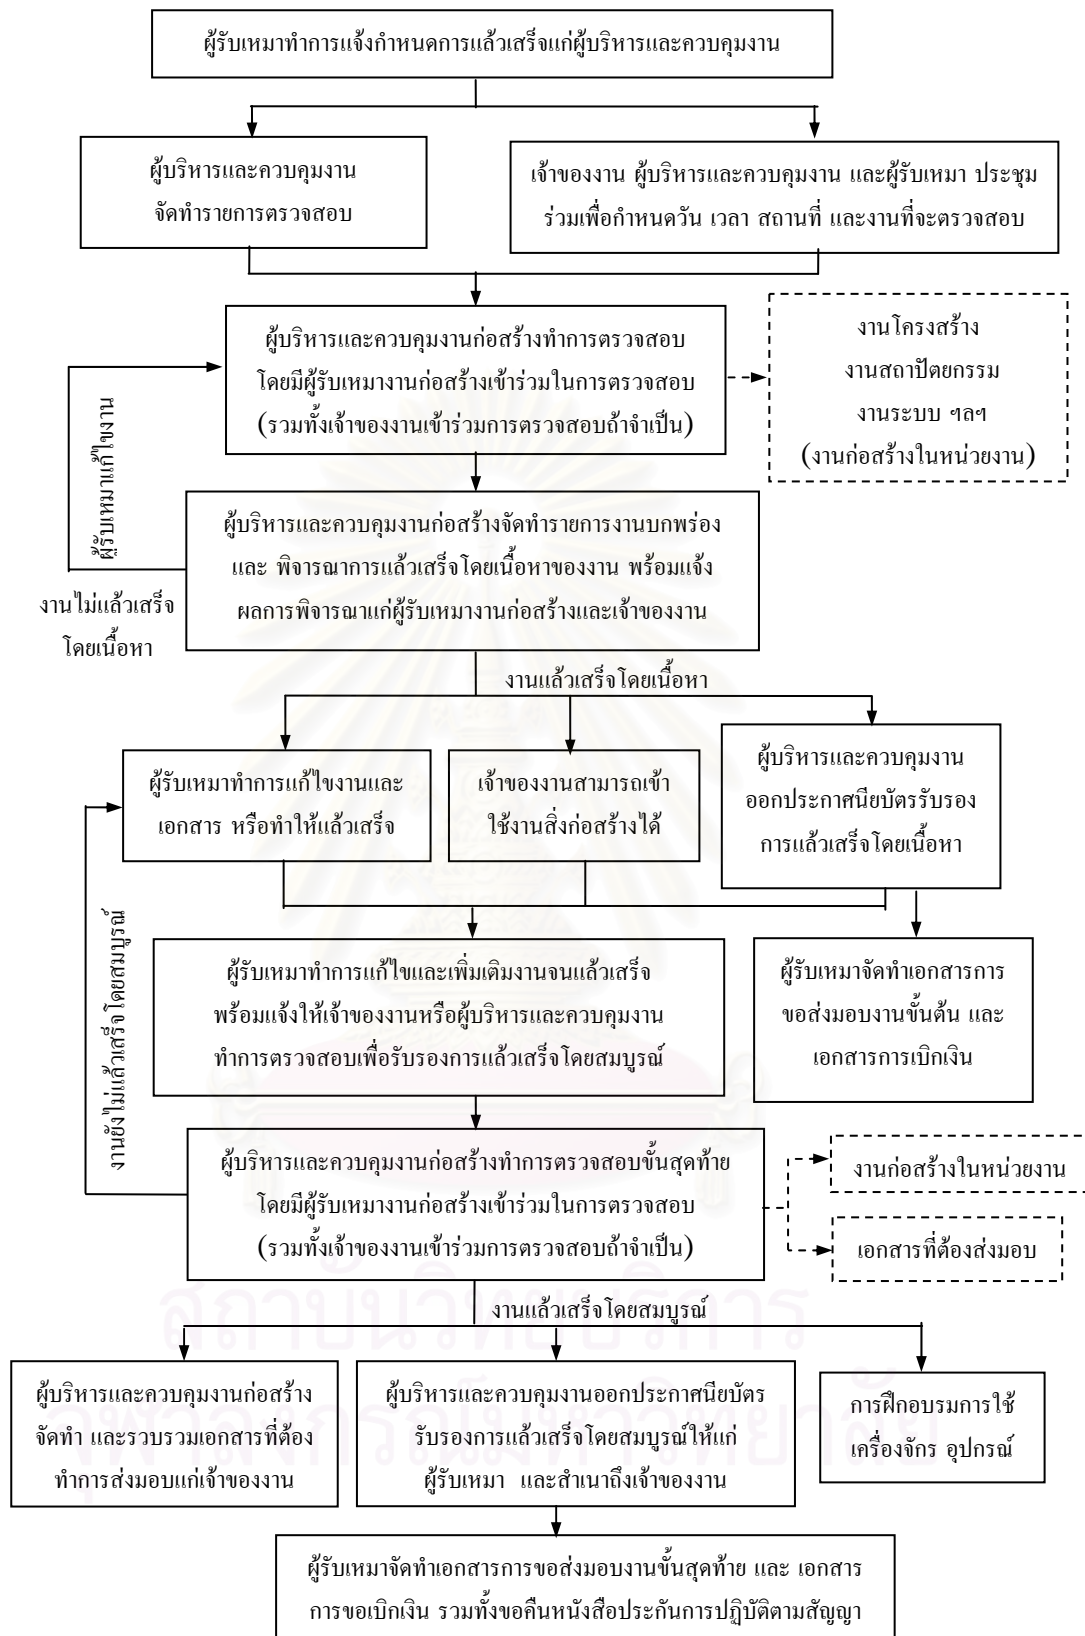 ผู้รับเหมาทำการแจ้งกำหนดการแล้วเสร็จแก่ผู้บริหารและควบคุมงาน
ผู้บริหารและควบคุมงาน
จัดทำรายการตรวจสอบ
เจ้าของงาน ผู้บริหารและควบคุมงาน และผู้รับเหมา ประชุม
ร่วมเพื่อกำหนดวัน เวลา สถานที่ และงานที่จะตรวจสอบ
ผู้บริหารและควบคุมงานก่อสร้างทำการตรวจสอบ
โดยมีผู้รับเหมางานก่อสร้างเข้าร่วมในการตรวจสอบ
(รวมทั้งเจ้าของงานเข้าร่วมการตรวจสอบถ้าจำเป็น)
งานโครงสร้าง
งานสถาปัตยกรรม
งานระบบ ฯลฯ
(งานก่อสร้างในหน่วยงาน)
ผู้รับเหมาแก้ไขงาน
ผู้บริหารและควบคุมงานก่อสร้างจัดทำรายการงานบกพร่อง
และ พิจารณาการแล้วเสร็จโดยเนื้อหาของงาน พร้อมแจ้ง
ผลการพิจารณาแก่ผู้รับเหมางานก่อสร้างและเจ้าของงาน
งานไม่แล้วเสร็จ
โดยเนื้อหา
งานแล้วเสร็จโดยเนื้อหา
ผู้รับเหมาทำการแก้ไขงานและ
เอกสาร หรือทำให้แล้วเสร็จ
เจ้าของงานสามารถเข้า
ใช้งานสิ่งก่อสร้างได้
ผู้บริหารและควบคุมงาน
ออกประกาศนียบัตรรับรอง
การแล้วเสร็จโดยเนื้อหา
งานยังไม่แล้วเสร็จโดยสมบูรณ์
ผู้รับเหมาทำการแก้ไขและเพิ่มเติมงานจนแล้วเสร็จ
พร้อมแจ้งให้เจ้าของงานหรือผู้บริหารและควบคุมงาน
ทำการตรวจสอบเพื่อรับรองการแล้วเสร็จโดยสมบูรณ์
ผู้รับเหมาจัดทำเอกสารการ
ขอส่งมอบงานขั้นต้น และ
เอกสารการเบิกเงิน
ผู้บริหารและควบคุมงานก่อสร้างทำการตรวจสอบขั้นสุดท้าย
โดยมีผู้รับเหมางานก่อสร้างเข้าร่วมในการตรวจสอบ
(รวมทั้งเจ้าของงานเข้าร่วมการตรวจสอบถ้าจำเป็น)
งานก่อสร้างในหน่วยงาน
เอกสารที่ต้องส่งมอบ
สถาบันวิทยบริการ
งานแล้วเสร็จโดยสมบูรณ์
จุฬาลงกรณ์มหาวิทยาลัย
ผู้บริหารและควบคุมงานก่อสร้าง
จัดทำ และรวบรวมเอกสารที่ต้อง
ทำการส่งมอบแก่เจ้าของงาน
ผู้บริหารและควบคุมงานออกประกาศนียบัตร
รับรองการแล้วเสร็จโดยสมบูรณ์ให้แก่
ผู้รับเหมา และสำเนาถึงเจ้าของงาน
การฝึกอบรมการใช้
เครื่องจักร อุปกรณ์
ผู้รับเหมาจัดทำเอกสารการขอส่งมอบงานขั้นสุดท้าย และ เอกสาร
การขอเบิกเงิน รวมทั้งขอคืนหนังสือประกันการปฏิบัติตามสัญญา